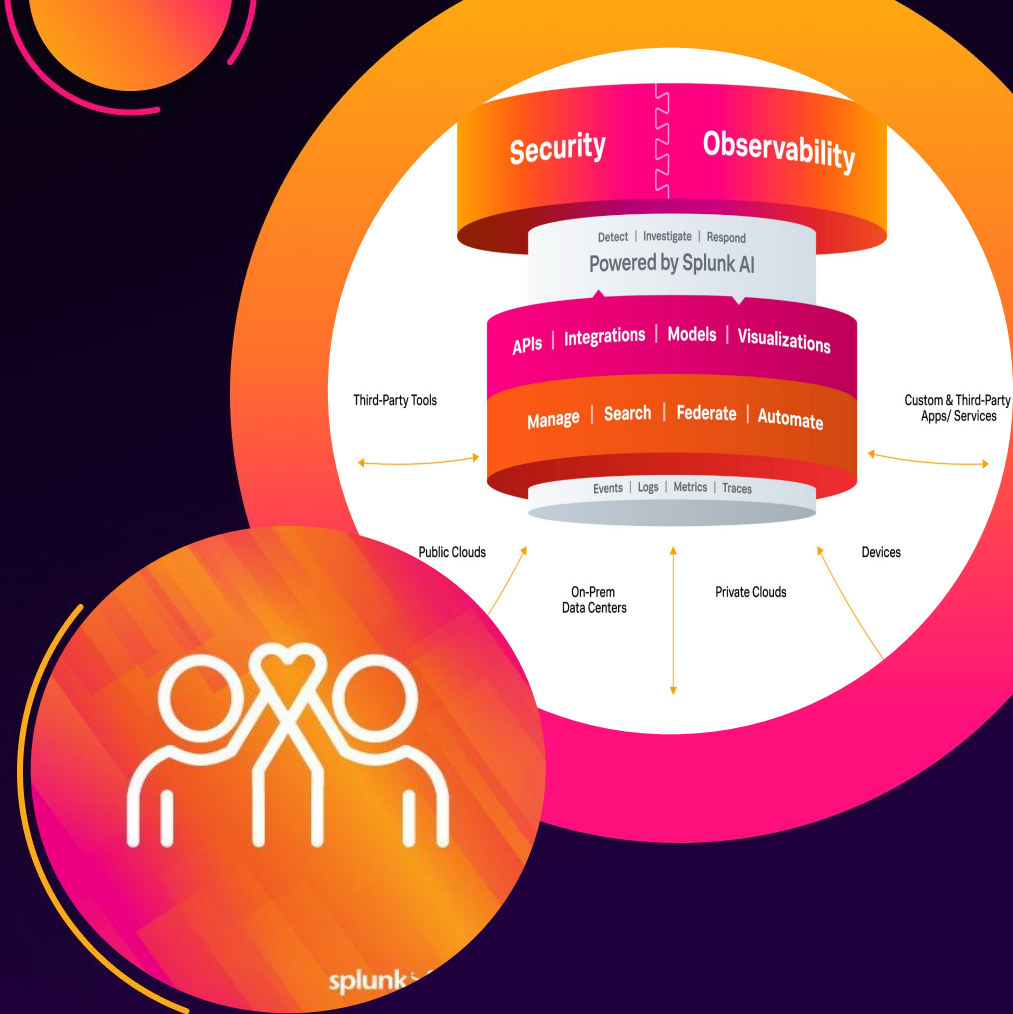 Security
Observability
Detect | Investigate | Respond
Powered by Splunk AI
APIs | Integrations | Models | Visualizations
Manage | Search | Federate | Automate
Events | Logs | Metrics | Traces
Third-Party Tools
Custom & Third-Party
Apps/ Services
Public Clouds
On-Prem
Data Centers
Private Clouds
Devices
splunk